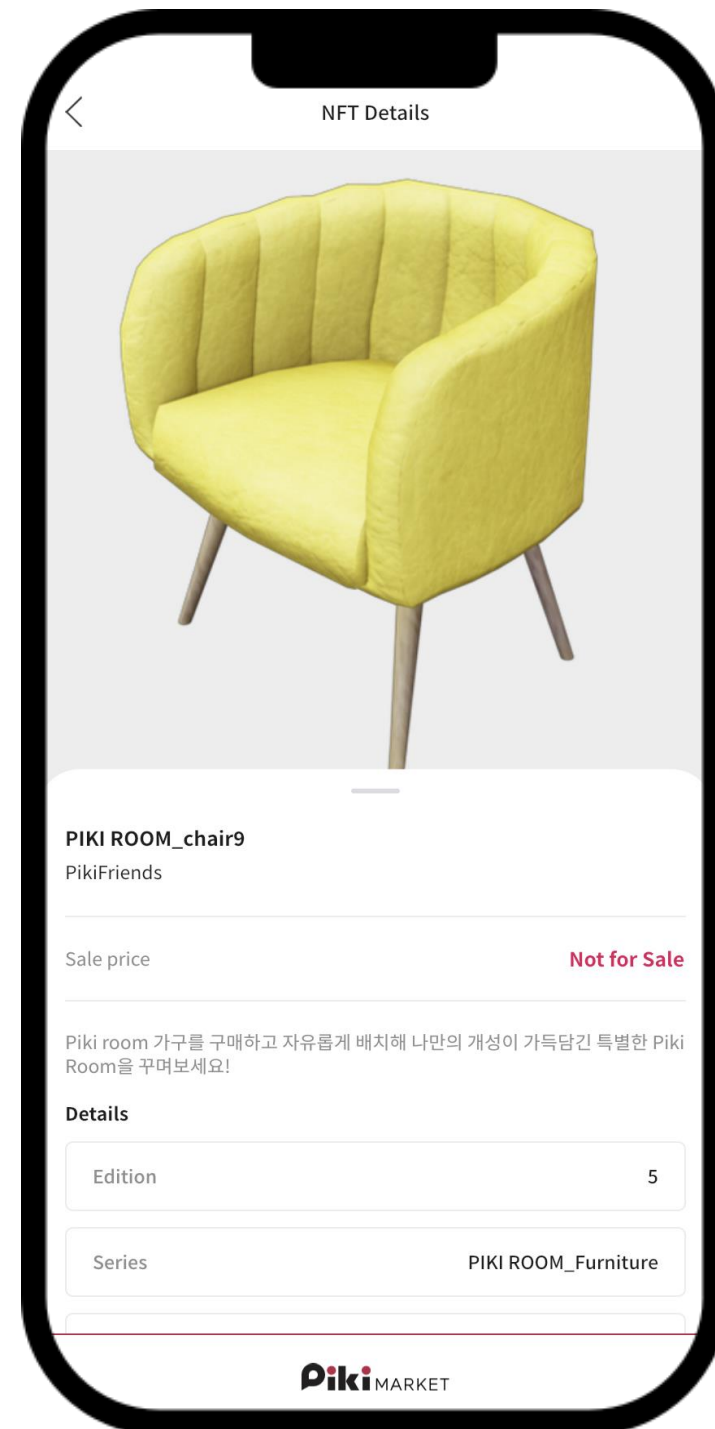 NFT Details
PIKI ROOM_chair9
PikiFriends
Sale price
Not for Sale
Piki room 가구를 구매하고 자유롭게 배치해 나만의 개성이 가득담긴 특별한 Piki
Room을 꾸며보세요!
Details
Edition
5
Series
PIKI ROOM_Furniture
Piki MARKET